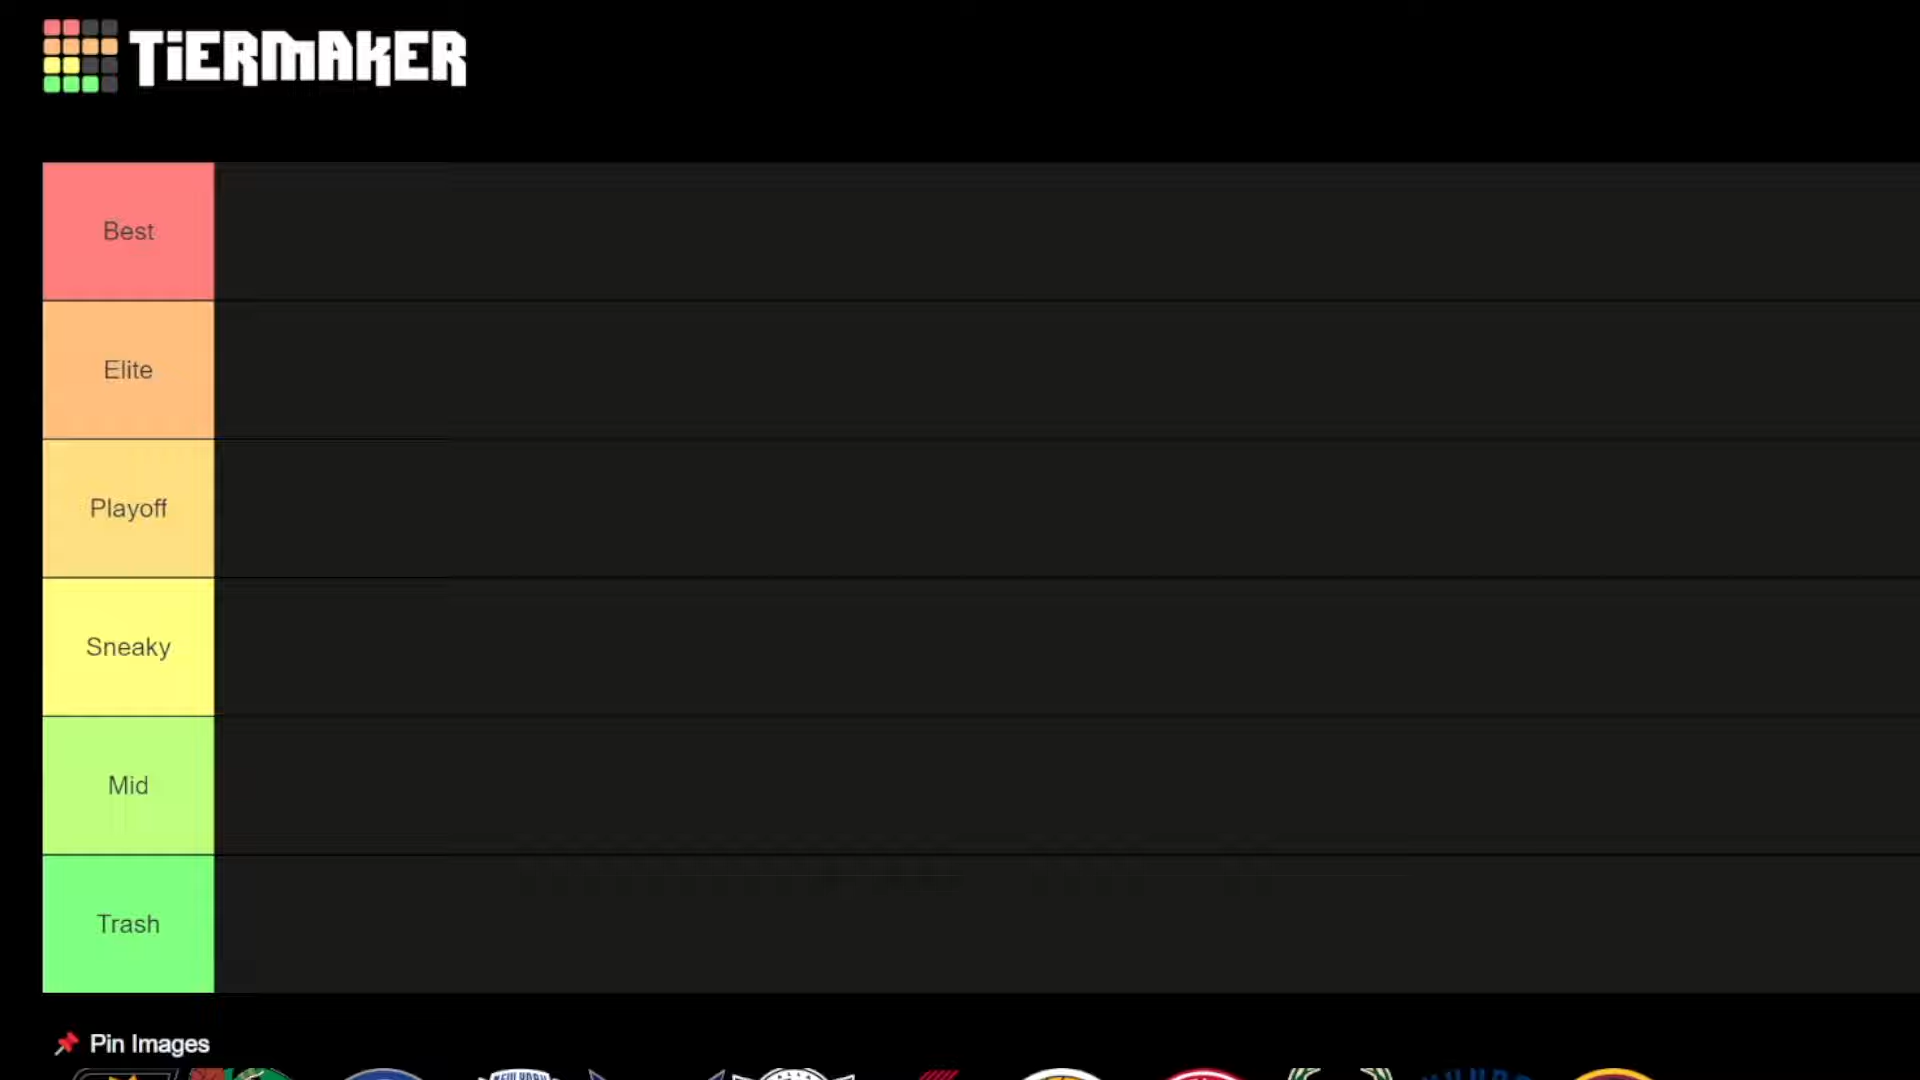 TiERMAKER
Best
Elite
Playoff
Sneaky
Mid
Trash
Pin Images